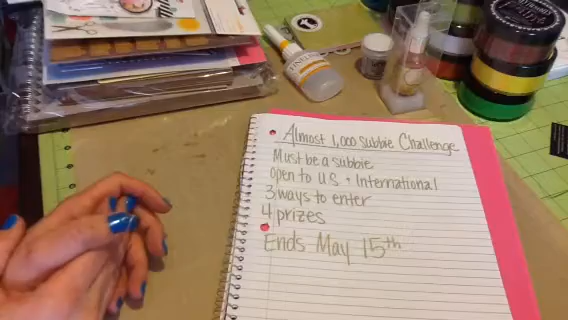 Almost 1,000 subbie Challenge
Must be a subbie
open to U.S + International
3 ways to enter
4 prizes
Ends May 15th